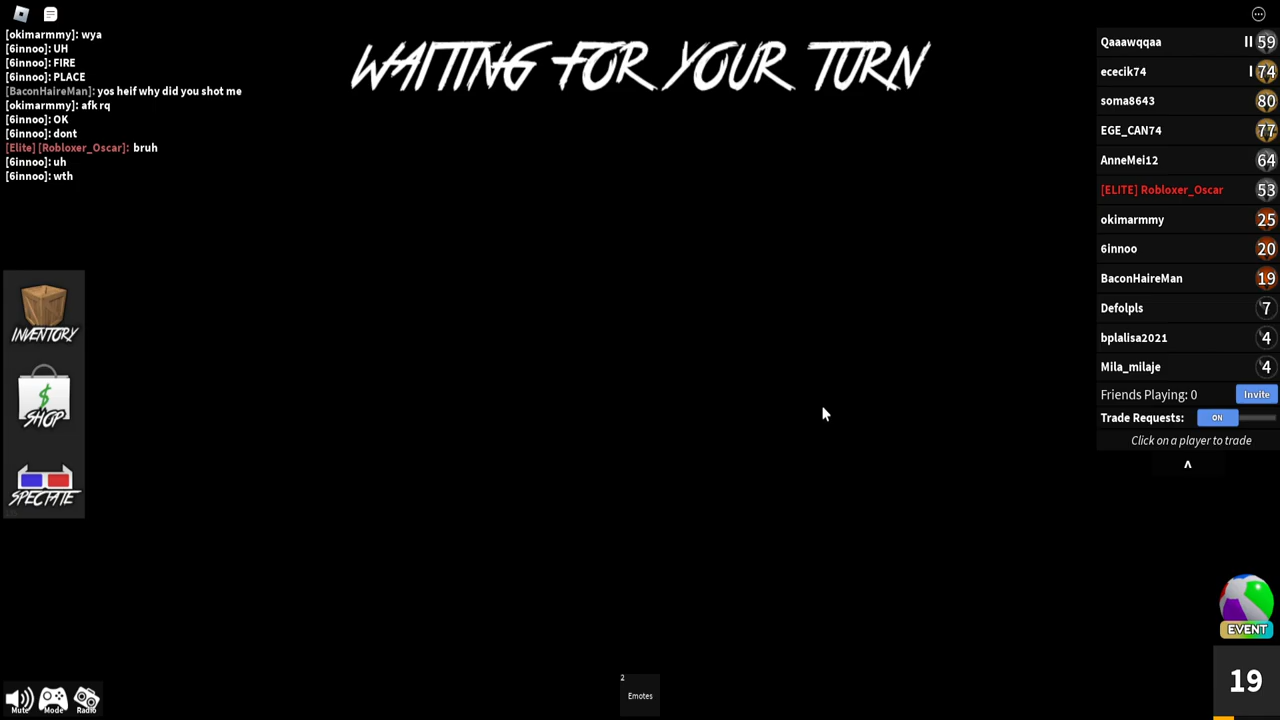 [okimarmmy]: wya
[6innoo]: UH
[6innoo]: FIRE
[6innoo]: PLACE
[BaconHaireMan]: yos heif why did you shot me
[okimarmmy]: afk rq
[6innoo]: OK
[6innoo]: dont
[Elite] [Robloxer_Oscar]: bruh
[6innoo]: uh
[6innoo]: wth
WAITING FOR YOUR TURN
Qaaawqqaa II 59
ececik74 I 74
soma8643 80
EGE_CAN74 77
AnneMei12 64
[ELITE] Robloxer_Oscar 53
okimarmmy 25
6innoo 20
BaconHaireMan 19
Defolpls 7
bplalisa2021 4
Mila_milaje 4
Friends Playing: 0 Invite
Trade Requests: ON
Click on a player to trade
INVENTORY
$
SHOP
SPECTATE
EVENT
19
2
Emotes
Mute Mode Radio